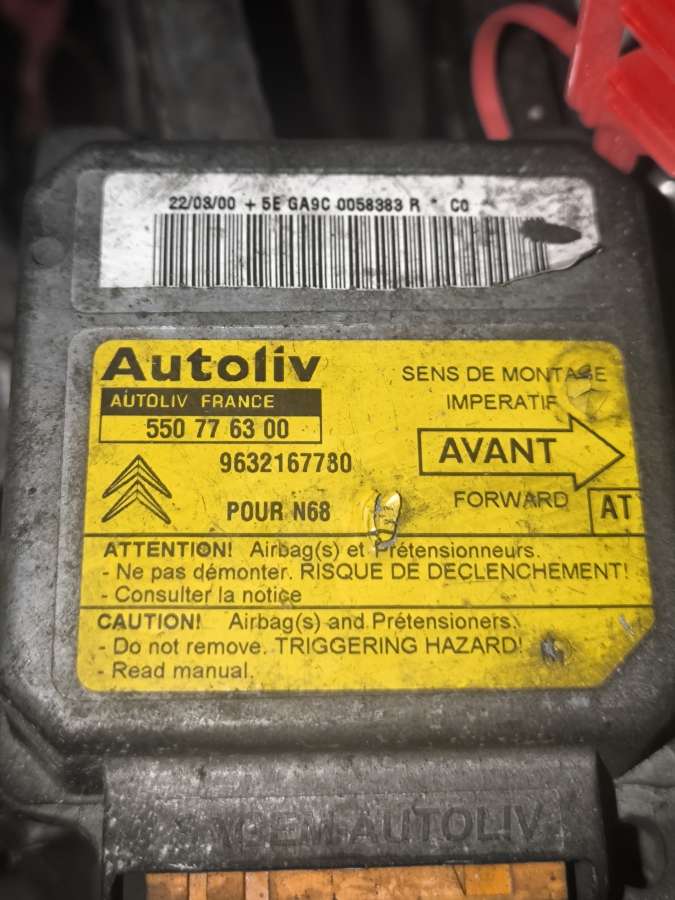 22/03/00 + 5E GA9C 0058383 R * C0
Autoliv
AUTOLIV FRANCE
550 77 63 00
9632167780
POUR N68
SENS DE MONTAGE
IMPERATIF
AVANT
FORWARD
AT
ATTENTION! Airbag(s) et Prétensionneurs.
- Ne pas démonter. RISQUE DE DECLENCHEMENT!
- Consulter la notice
CAUTION! Airbag(s) and Prétensioners.
- Do not remove. TRIGGERING HAZARD!
- Read manual.
AUTOLIV